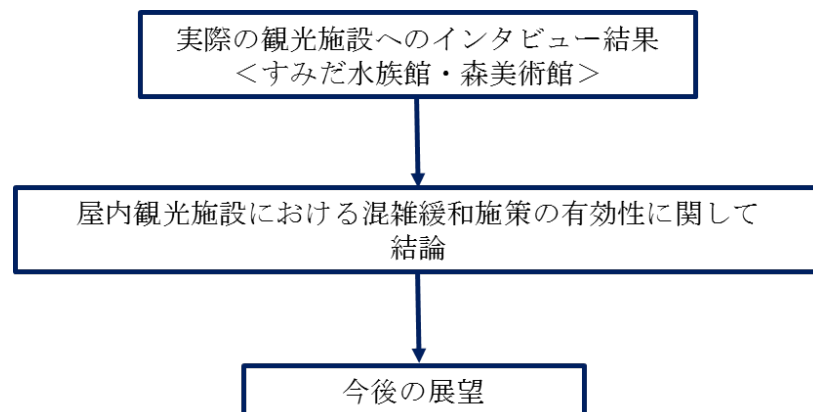 実際の観光施設へのインタビュー結果
<すみだ水族館・森美術館>
屋内観光施設における混雑緩和施策の有効性に関して
結論
今後の展望